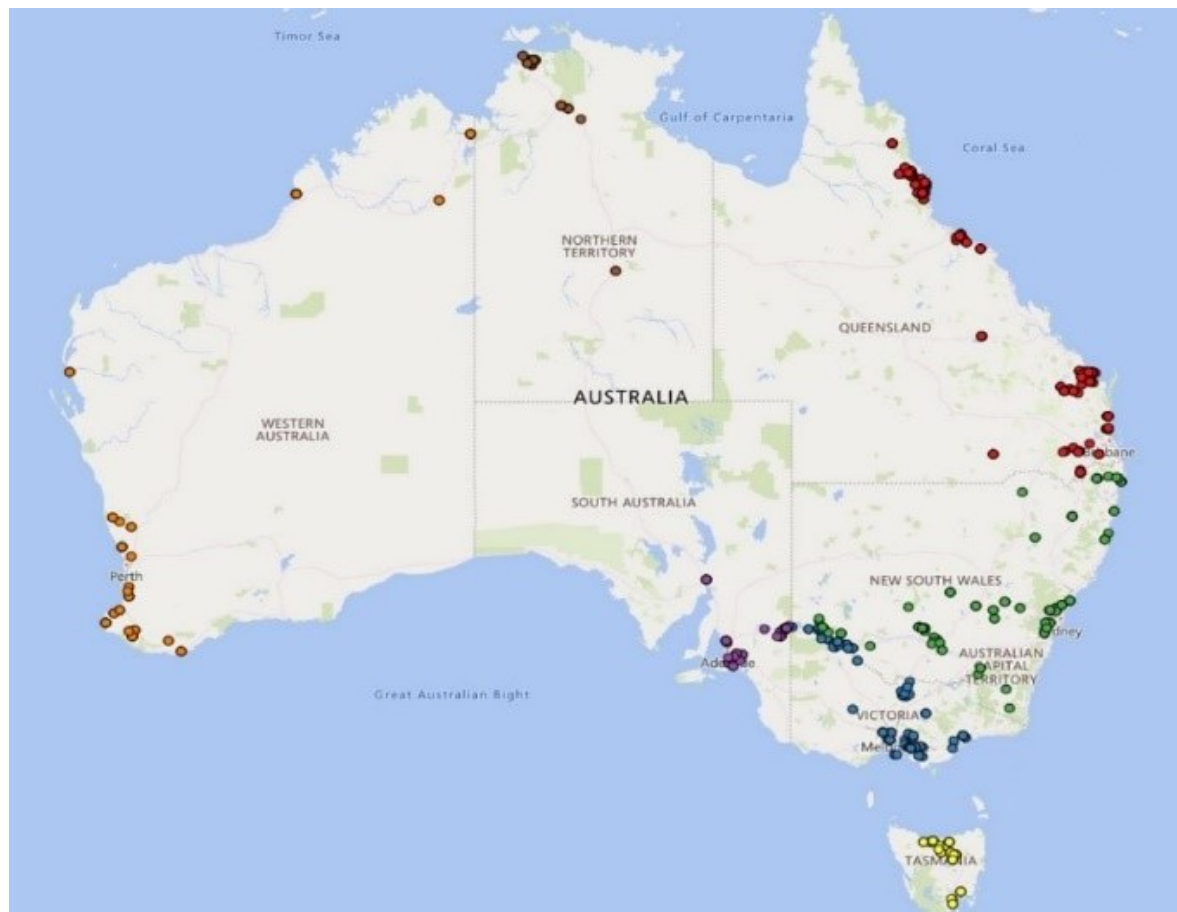 Timor Sea
Gulf of Carpentaria
Coral Sea
NORTHERN
TERRITORY
QUEENSLAND
AUSTRALIA
WESTERN
AUSTRALIA
SOUTH AUSTRALIA
Perth
NEW SOUTH WALES
AUSTRALIAN
TERRITORY
Great Australian Bight
VICTORIA
TASMANIA